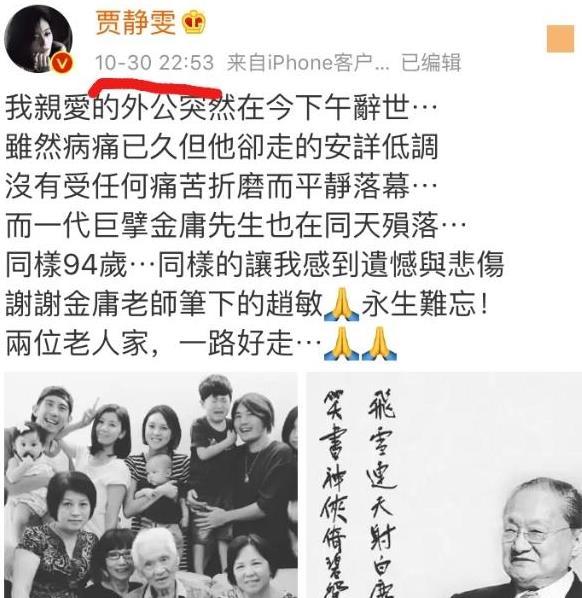 贾静雯
10-30 22:53 来自iPhone客户... 已编辑
我親愛的外公突然在今下午辭世…
雖然病痛已久但他卻走的安詳低調
沒有受任何痛苦折磨而平靜落幕…
而一代巨擘金庸先生也在同天殞落…
同樣94歲…同樣的讓我感到遺憾與悲傷
謝謝金庸老師筆下的趙敏🙏永生難忘！
兩位老人家，一路好走…🙏🙏
飛雪連天射白鹿
笑書神俠倚碧鴛